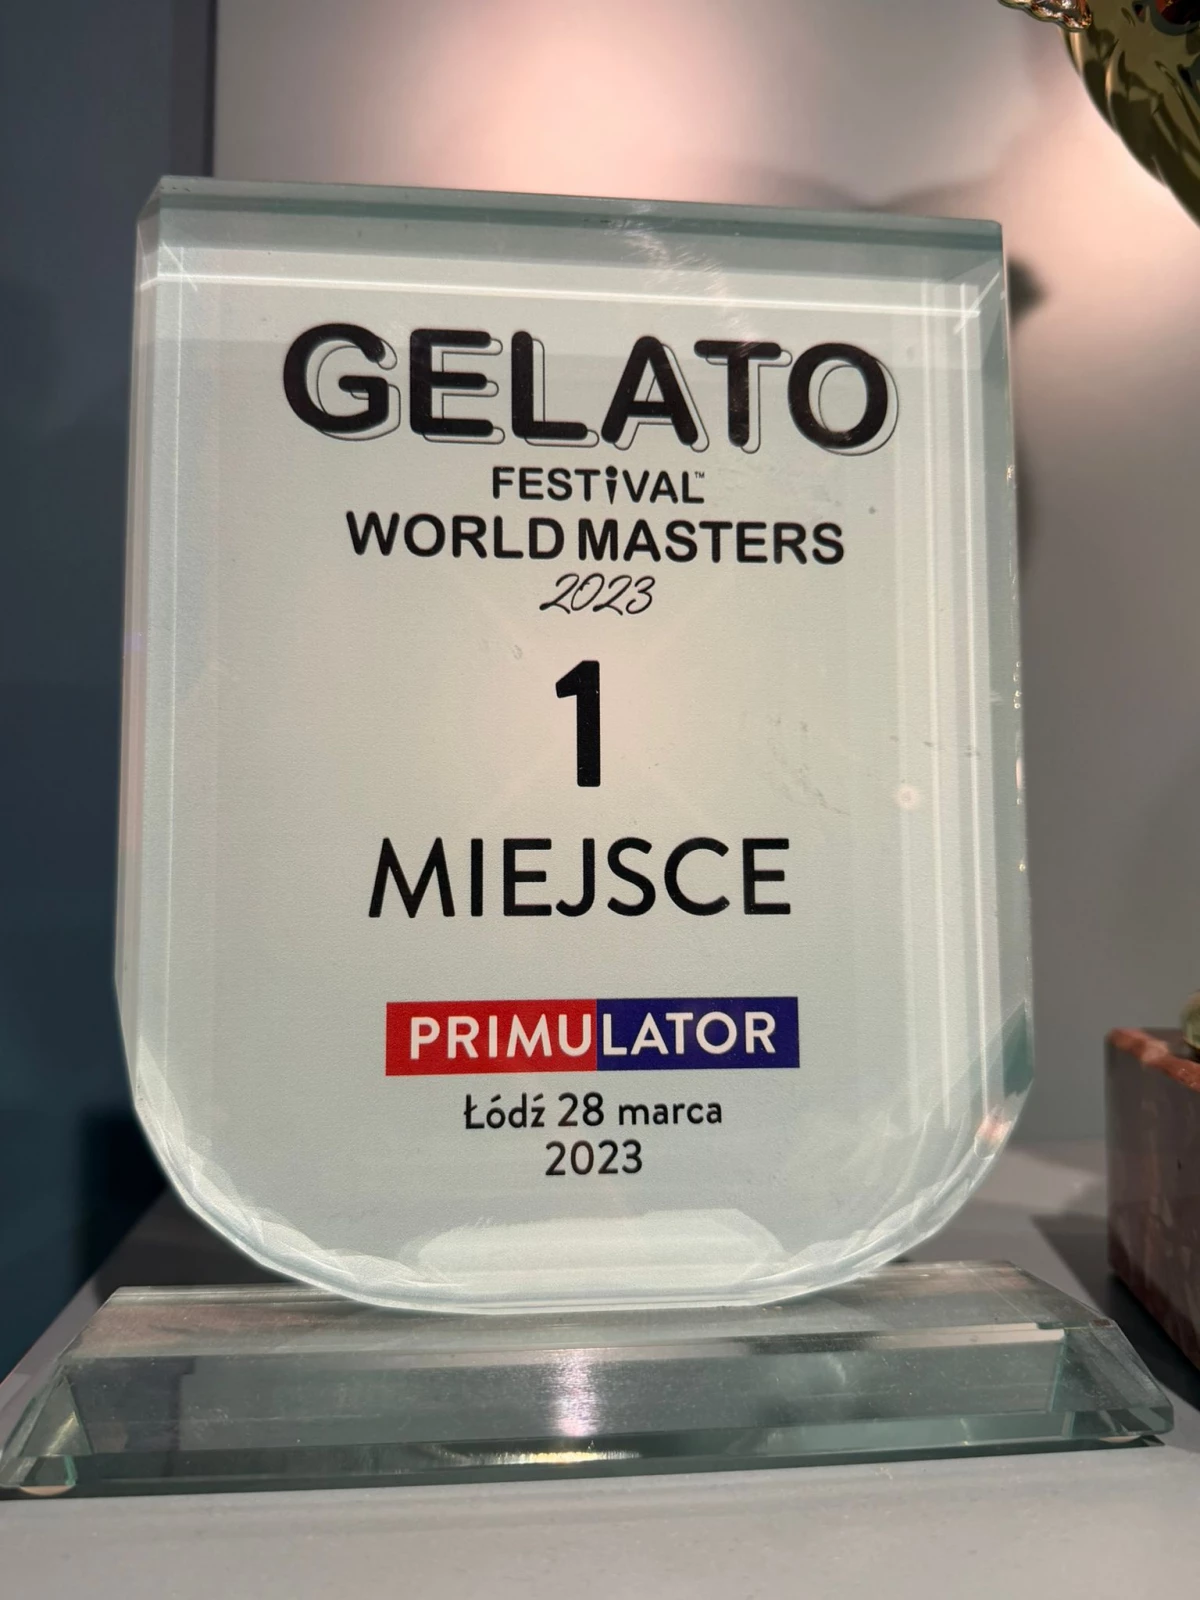 GELATO
FESTiVAL™
WORLD MASTERS
2023
1
MIEJSCE
PRIMULATOR
Łódź 28 marca
2023